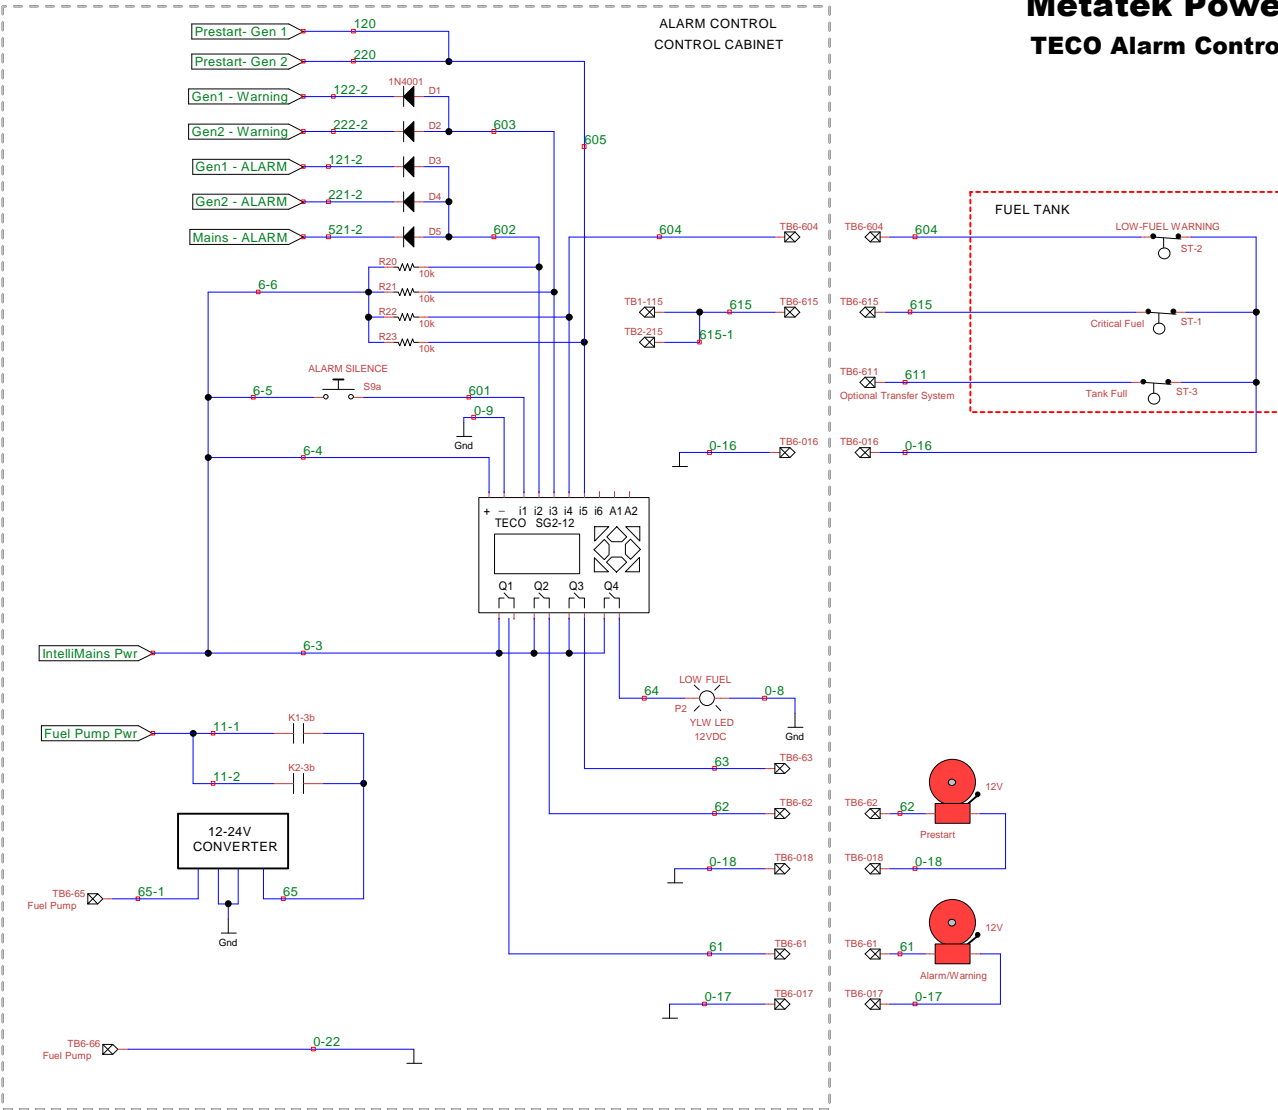 Metatek Powe
TECO Alarm Contro
ALARM CONTROL
CONTROL CABINET
Prestart- Gen 1
120
Prestart- Gen 2
220
Gen1 - Warning
122-2
1N4001
D1
Gen2 - Warning
222-2
D2
603
605
Gen1 - ALARM
121-2
D3
Gen2 - ALARM
221-2
D4
Mains - ALARM
521-2
D5
602
604
TB6-604
TB6-604
604
FUEL TANK
LOW-FUEL WARNING
ST-2
R20
10k
6-6
R21
10k
R22
10k
R23
10k
TB1-115
615
TB6-615
TB2-215
615-1
TB6-615
615
Critical Fuel
ST-1
TB6-611
611
Optional Transfer System
Tank Full
ST-3
ALARM SILENCE
6-5
S9a
601
0-9
Gnd
6-4
0-16
TB6-016
TB6-016
0-16
+ − i1 i2 i3 i4 i5 i6 A1 A2
TECO SG2-12
Q1 Q2 Q3 Q4
IntelliMains Pwr
6-3
LOW FUEL
64
P2
0-8
YLW LED
12VDC
Gnd
Fuel Pump Pwr
11-1
K1-3b
11-2
K2-3b
63
TB6-63
62
TB6-62
TB6-62
62
12V
Prestart
12-24V
CONVERTER
0-18
TB6-018
TB6-018
0-18
TB6-65
Fuel Pump
65-1
65
Gnd
61
TB6-61
TB6-61
61
12V
Alarm/Warning
0-17
TB6-017
TB6-017
0-17
TB6-66
Fuel Pump
0-22